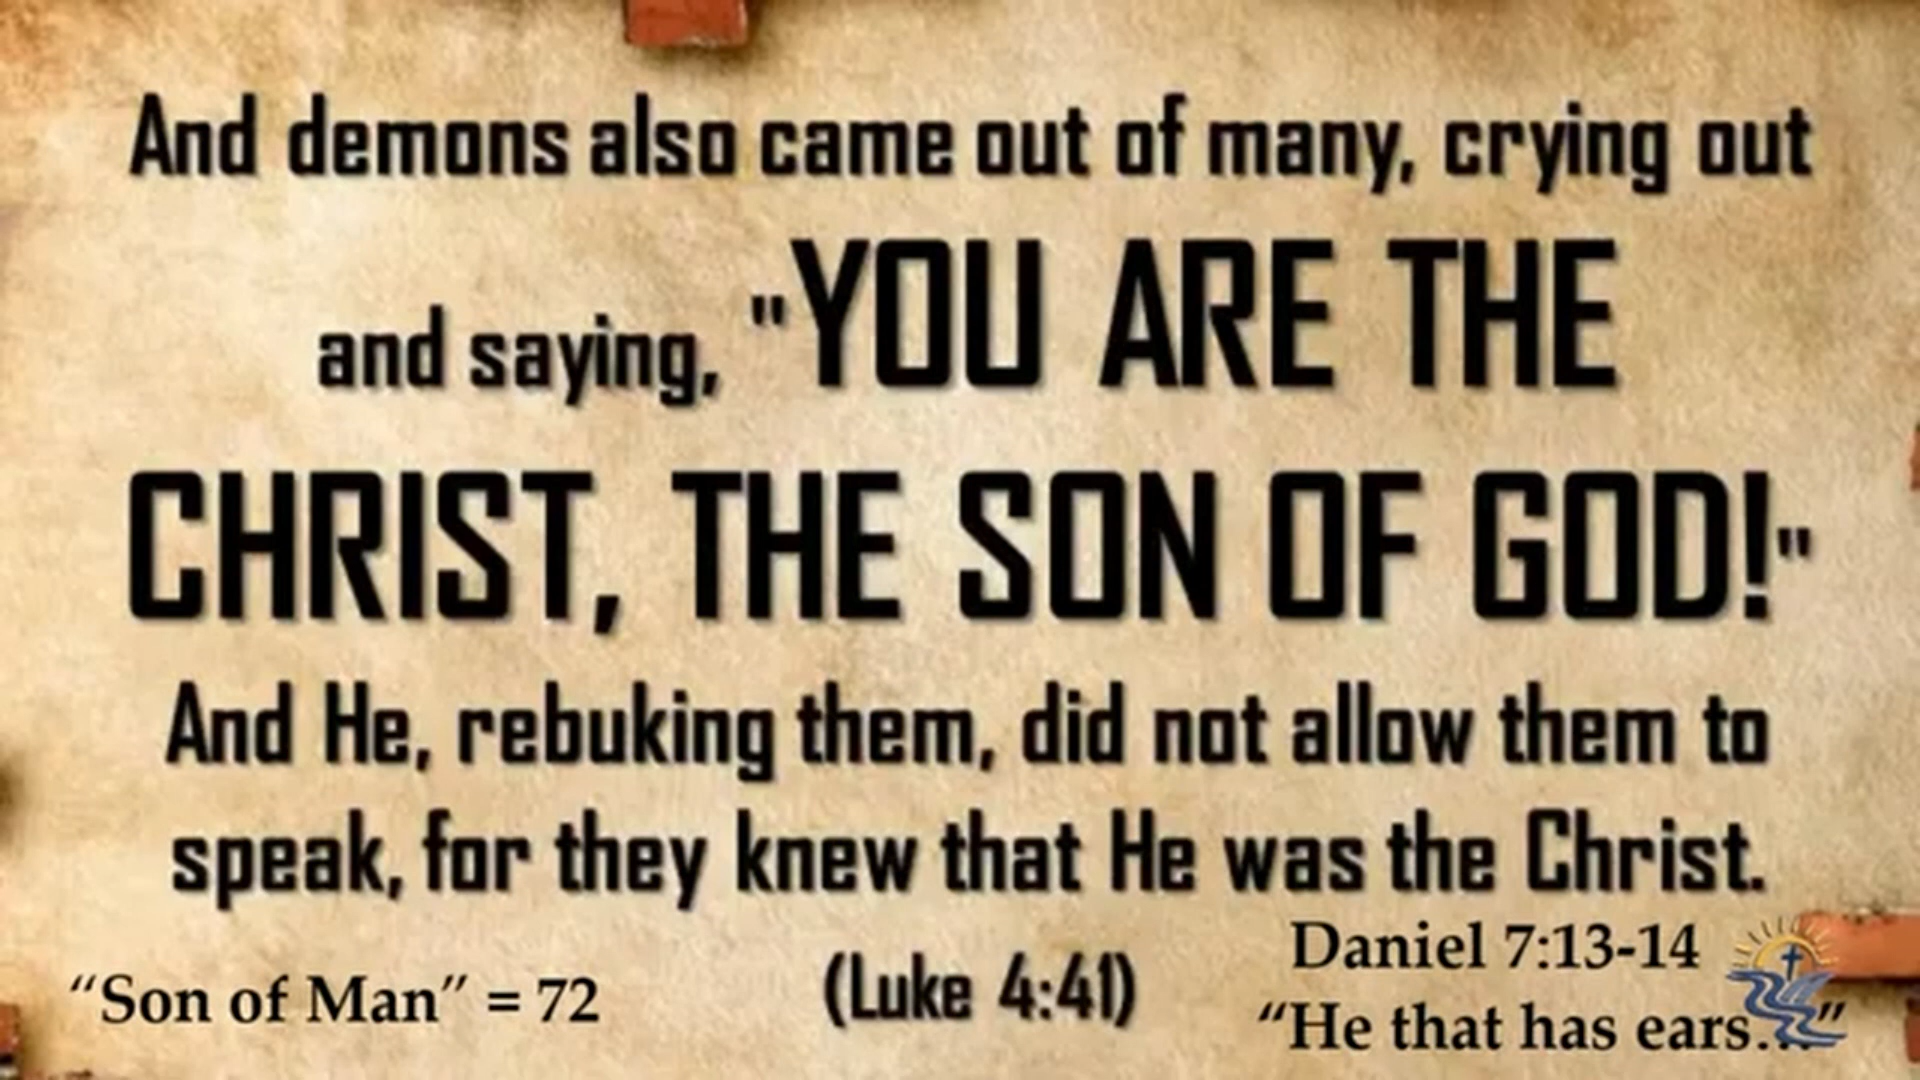 And demons also came out of many, crying out
and saying, "YOU ARE THE
CHRIST, THE SON OF GOD!"
And He, rebuking them, did not allow them to
speak, for they knew that He was the Christ.
(Luke 4:41)
“Son of Man” = 72
Daniel 7:13-14
“He that has ears...”